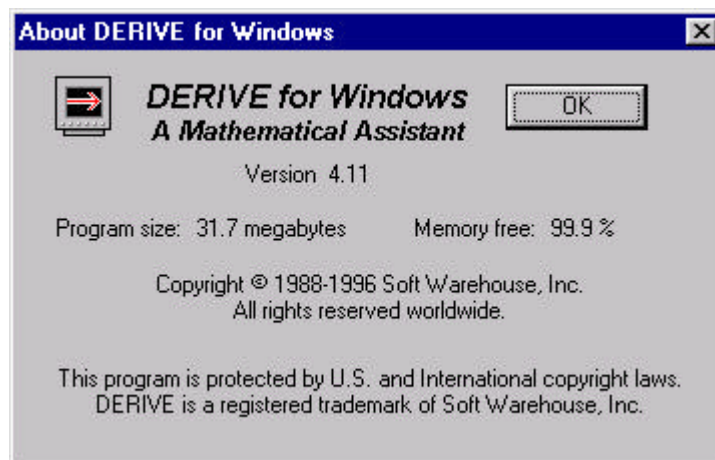 About DERIVE for Windows
DERIVE for Windows
OK
A Mathematical Assistant
Version 4.11
Program size: 31.7 megabytes Memory free: 99.9 %
Copyright © 1988-1996 Soft Warehouse, Inc.
All rights reserved worldwide.
This program is protected by U.S. and International copyright laws.
DERIVE is a registered trademark of Soft Warehouse, Inc.